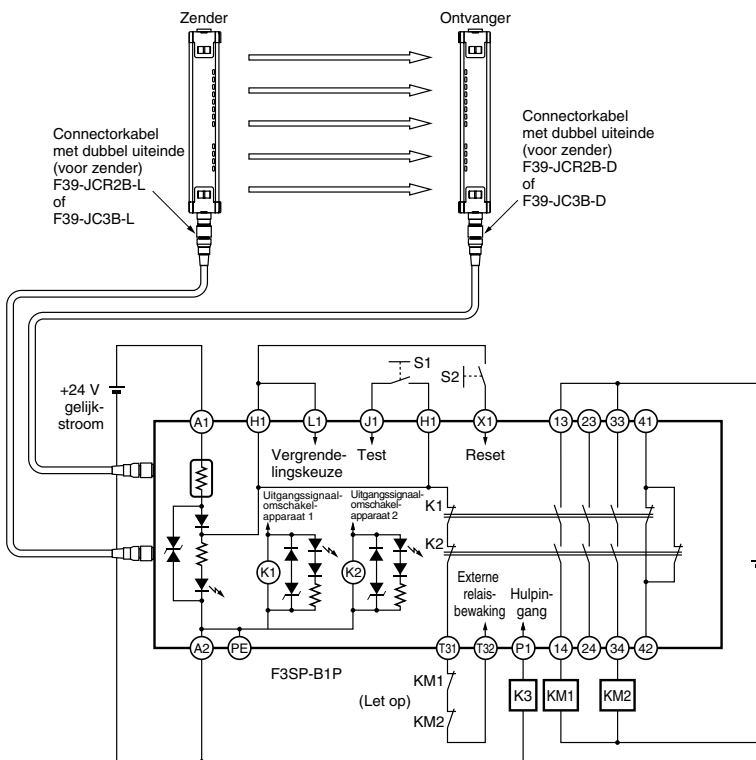 Zender
Ontvanger
Connectorkabel
met dubbel uiteinde
(voor zender)
F39-JCR2B-L
of
F39-JC3B-L
Connectorkabel
met dubbel uiteinde
(voor zender)
F39-JCR2B-D
of
F39-JC3B-D
+24 V
gelijk-
stroom
S1
S2
A1
H1
L1
J1
H1
X1
13
23
33
41
Vergrende-
lingskeuze
Test
Reset
Uitgangssignaal-
omschakel-
apparaat 1
Uitgangssignaal-
omschakel-
apparaat 2
K1
K2
K1
K2
Externe
relais-
bewaking
Hulpin-
gang
A2
PE
T31
T32
P1
14
24
34
42
F3SP-B1P
(Let op)
KM1
KM2
K3
KM1
KM2